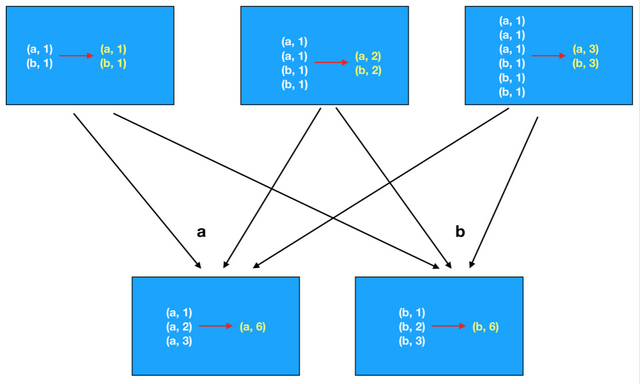 (a, 1) (a, 1)
(b, 1) (b, 1)
(a, 1)
(a, 1)
(b, 1)
(b, 1)
(a, 2)
(b, 2)
(a, 1)
(a, 1)
(a, 1)
(b, 1)
(b, 1)
(b, 1)
(a, 3)
(b, 3)
a
b
(a, 1)
(a, 2)
(a, 3)
(a, 6)
(b, 1)
(b, 2)
(b, 3)
(b, 6)